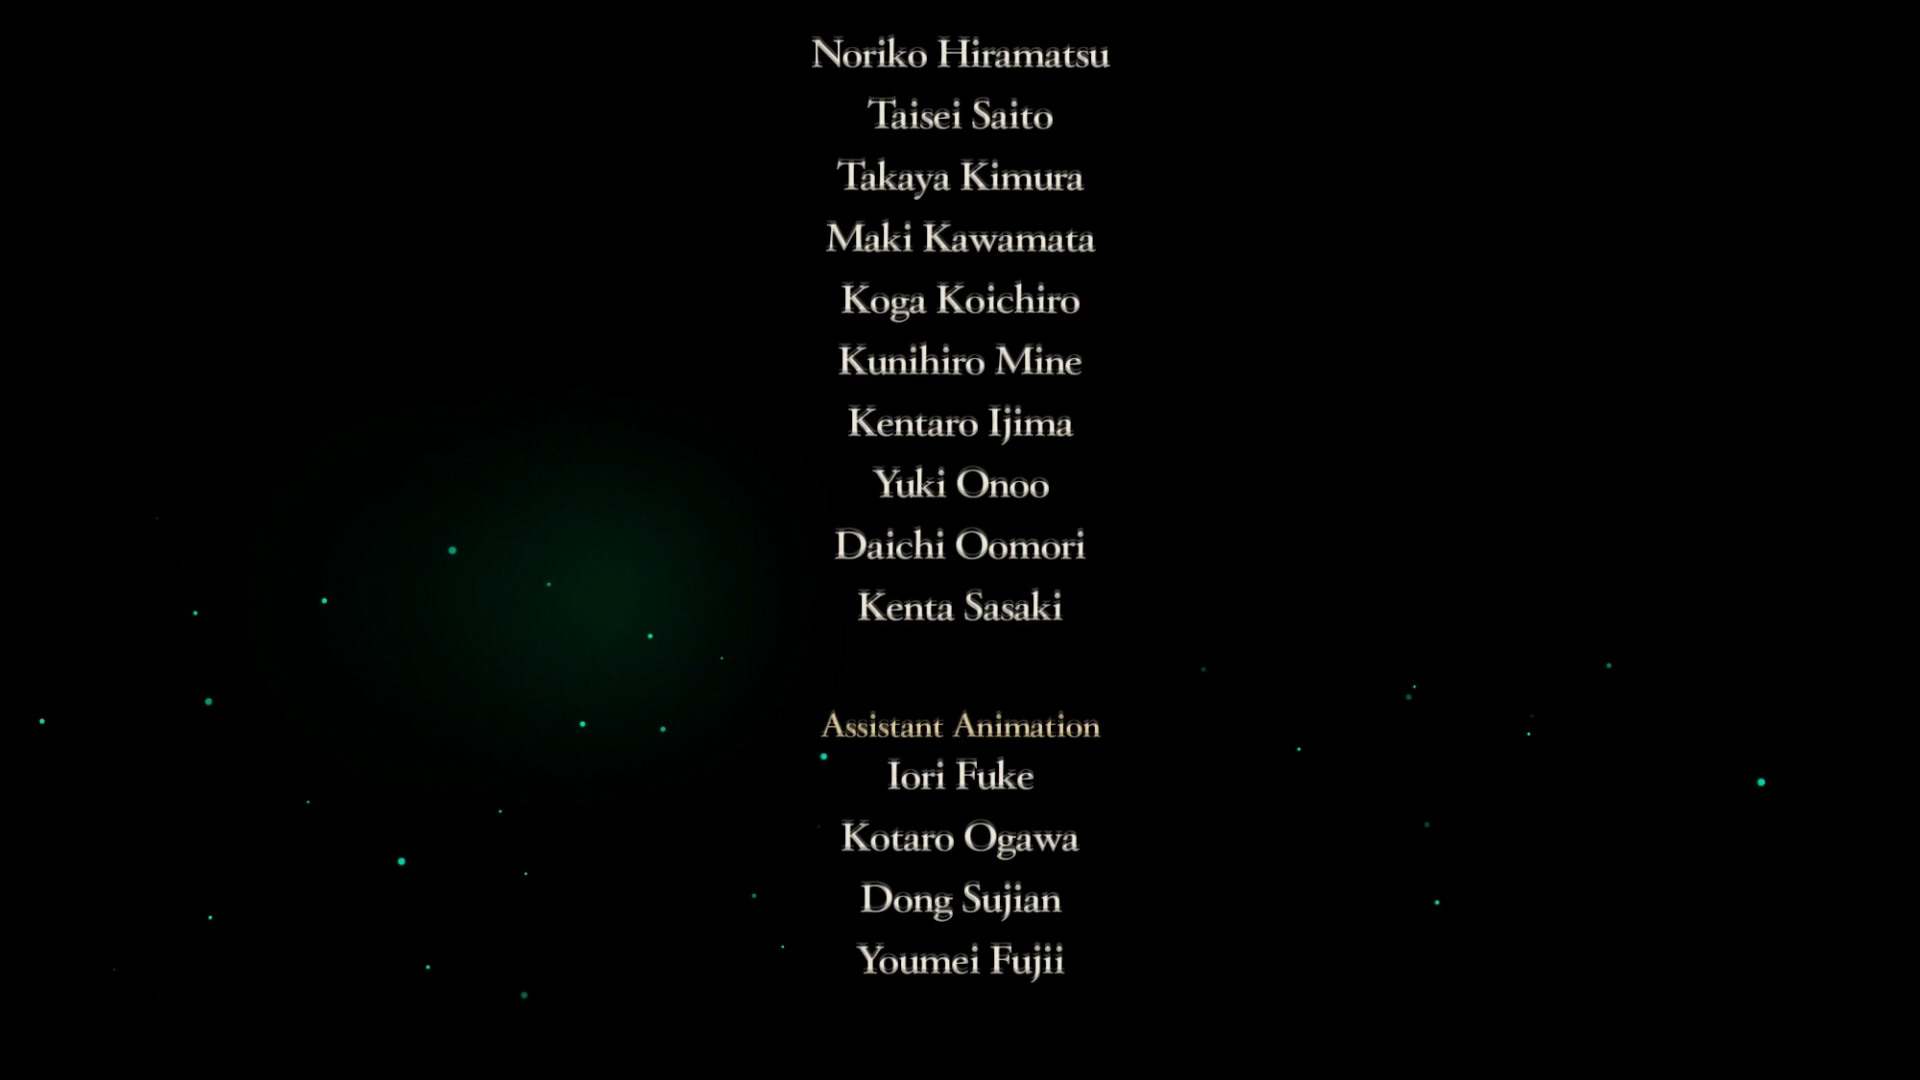 Noriko Hiramatsu
Taisei Saito
Takaya Kimura
Maki Kawamata
Koga Koichiro
Kunihiro Mine
Kentaro Ijima
Yuki Onoo
Daichi Oomori
Kenta Sasaki
Assistant Animation
Iori Fuke
Kotaro Ogawa
Dong Sujian
Youmei Fujii